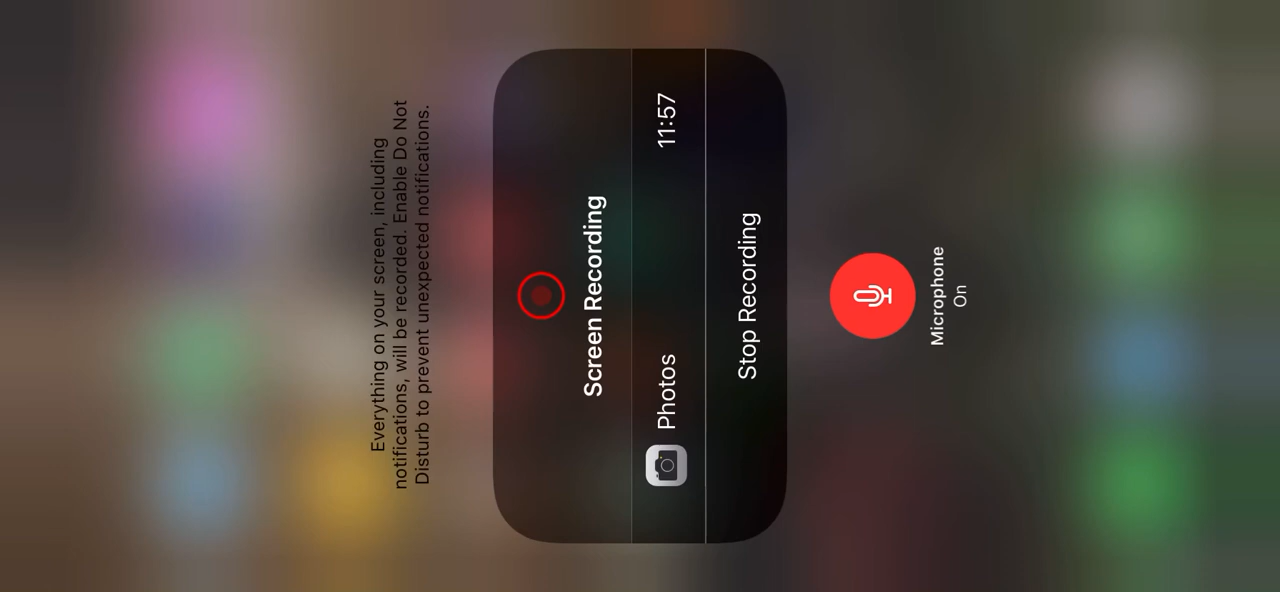 Everything on your screen, including
notifications, will be recorded. Enable Do Not
Disturb to prevent unexpected notifications.
Screen Recording
Photos 11:57
Stop Recording
Microphone
On